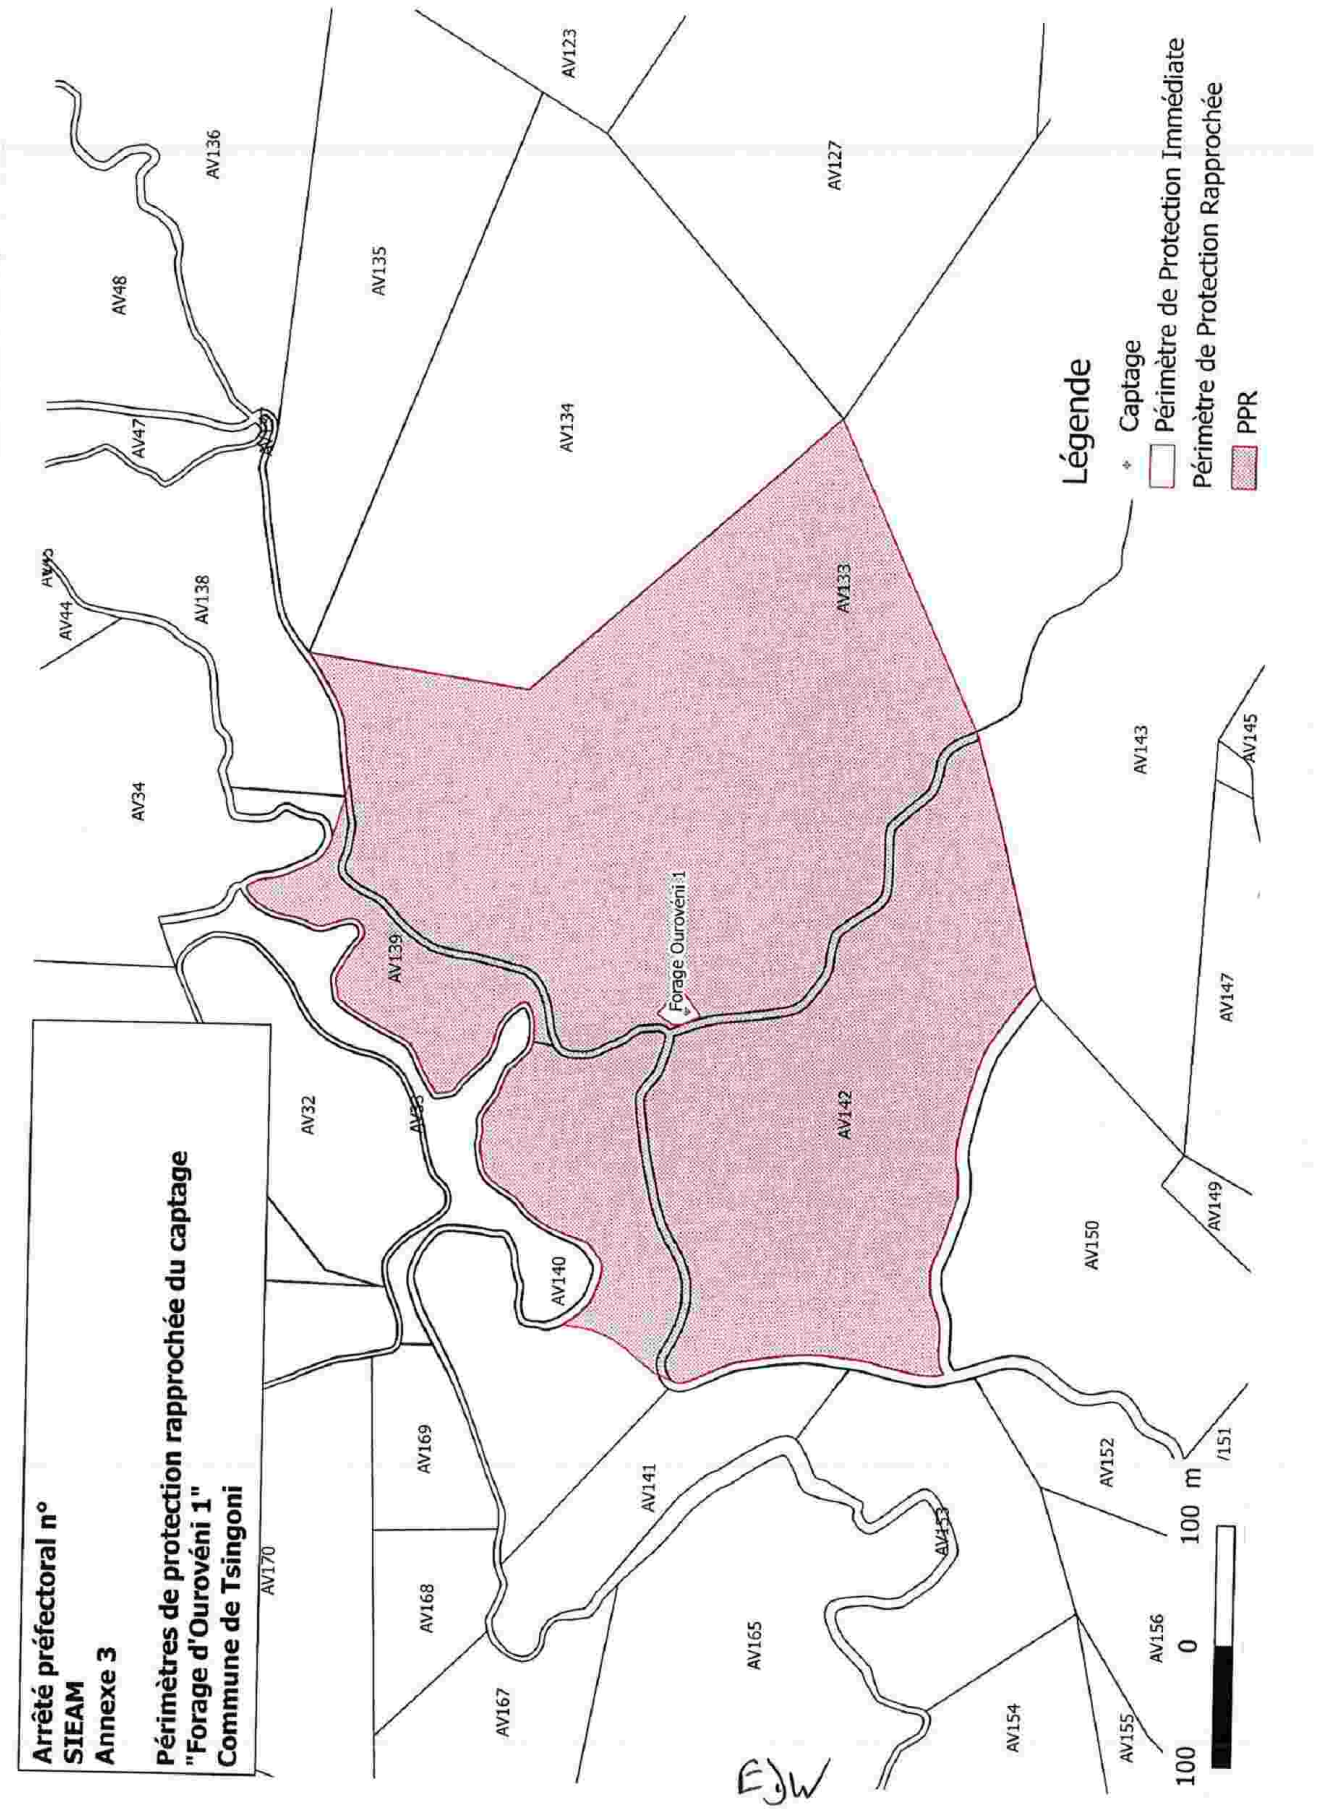 Arrêté préfectoral n°
SIEAM
Annexe 3
Périmètres de protection rapprochée du captage
"Forage d'Ourovéni 1"
Commune de Tsingoni
AV170
AV169
AV168
AV167
AV32
AV33
AV140
AV141
AV165
AV153
AV154
AV155
AV156
AV152
/151
AV150
AV149
AV147
AV145
AV143
AV142
AV139
AV133
Forage Ourovéni 1
AV34
AV44
AV138
AV47
AV48
AV136
AV135
AV134
AV123
AV127
Légende
Captage
Périmètre de Protection Immédiate
Périmètre de Protection Rapprochée
PPR
100 0 100 m